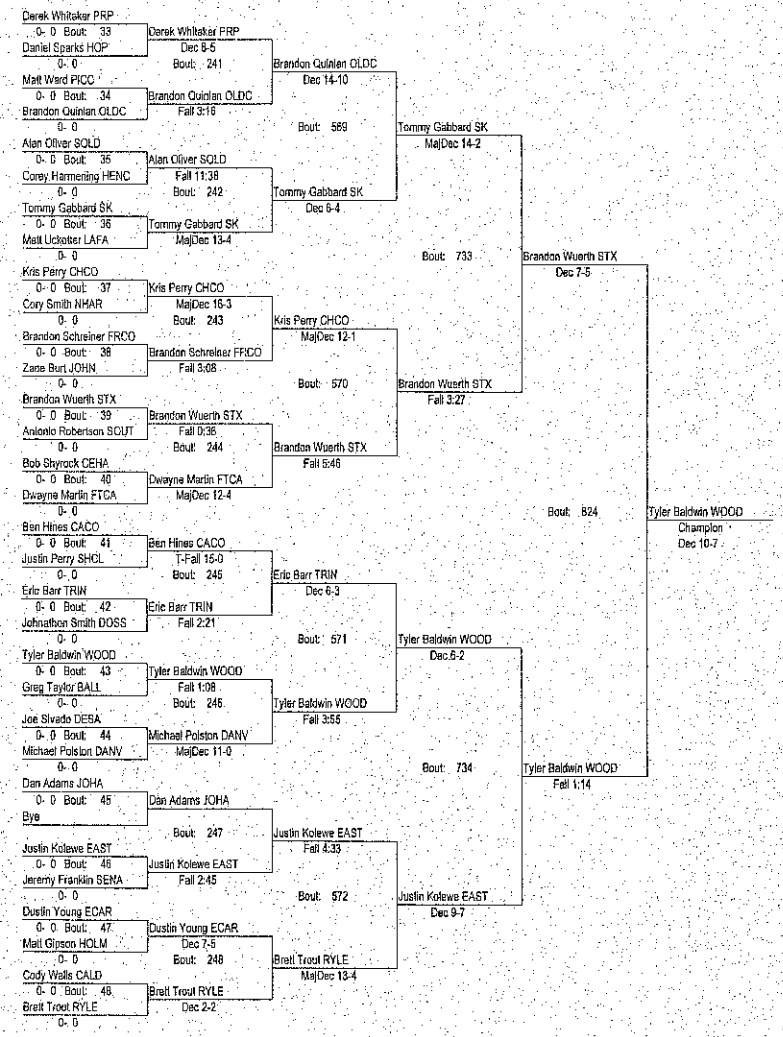 Derek Whitaker PRP
0- 0 Bout: 33
Daniel Sparks HOP
0- 0
Matt Ward PICC
0- 0 Bout: 34
Brandon Quinlan OLDC
0- 0
Alan Oliver SOLD
0- 0 Bout: 35
Corey Harmening HENC
0- 0
Tommy Gabbard SK
0- 0 Bout: 36
Matt Uckotter LAFA
0- 0
Kris Perry CHCO
0- 0 Bout: 37
Cory Smith NHAR
0- 0
Brandon Schreiner FRCO
0- 0 Bout: 38
Zane Burt JOHN
0- 0
Brandon Wuerth STX
0- 0 Bout: 39
Antonio Robertson SOUT
0- 0
Bob Shyrock CEHA
0- 0 Bout: 40
Dwayne Martin FTCA
0- 0
Ben Hines CACO
0- 0 Bout: 41
Justin Perry SHCL
0- 0
Eric Barr TRIN
0- 0 Bout: 42
Johnathon Smith DOSS
0- 0
Tyler Baldwin WOOD
0- 0 Bout: 43
Greg Taylor BALL
0- 0
Joe Sivado DESA
0- 0 Bout: 44
Michael Polston DANV
0- 0
Dan Adams JOHA
0- 0 Bout: 45
Bye
Justin Kolewe EAST
0- 0 Bout: 46
Jeremy Franklin SENA
0- 0
Dustin Young ECAR
0- 0 Bout: 47
Matt Gipson HOLM
0- 0
Cody Walls CALD
0- 0 Bout: 48
Brett Trout RYLE
0- 0
Derek Whitaker PRP
Dec 6-5
Bout: 241
Brandon Quinlan OLDC
Fall 3:16
Alan Oliver SOLD
Fall 11:38
Bout: 242
Tommy Gabbard SK
MajDec 13-4
Kris Perry CHCO
MajDec 16-3
Bout: 243
Brandon Schreiner FRCO
Fall 3:08
Brandon Wuerth STX
Fall 0:36
Bout: 244
Dwayne Martin FTCA
MajDec 12-4
Ben Hines CACO
T-Fall 15-0
Bout: 245
Eric Barr TRIN
Fall 2:21
Tyler Baldwin WOOD
Fall 1:08
Bout: 246
Michael Polston DANV
MajDec 11-0
Dan Adams JOHA
Bout: 247
Justin Kolewe EAST
Fall 2:45
Dustin Young ECAR
Dec 7-5
Bout: 248
Brett Trout RYLE
Dec 2-2
Brandon Quinlan OLDC
Dec 14-10
Bout: 569
Tommy Gabbard SK
Dec 6-4
Kris Perry CHCO
MajDec 12-1
Bout: 570
Brandon Wuerth STX
Fall 5:46
Eric Barr TRIN
Dec 6-3
Bout: 571
Tyler Baldwin WOOD
Fall 3:55
Justin Kolewe EAST
Fall 4:33
Bout: 572
Brett Trout RYLE
MajDec 13-4
Tommy Gabbard SK
MajDec 14-2
Bout: 733
Brandon Wuerth STX
Fall 3:27
Tyler Baldwin WOOD
Dec 6-2
Bout: 734
Justin Kolewe EAST
Dec 9-7
Brandon Wuerth STX
Dec 7-5
Bout: 824
Tyler Baldwin WOOD
Fall 1:14
Tyler Baldwin WOOD
Champion
Dec 10-7